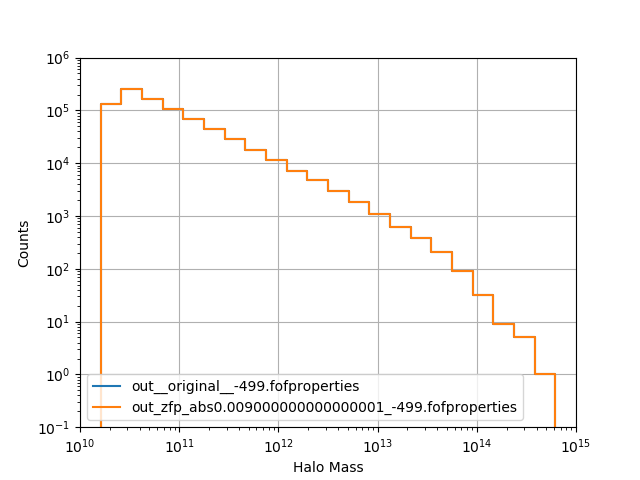 10^6
10^5
10^4
10^3
10^2
10^1
10^0
10^−1
Counts
out__original__-499.fofproperties
out_zfp_abs0.009000000000000001_-499.fofproperties
10^10 10^11 10^12 10^13 10^14 10^15
Halo Mass